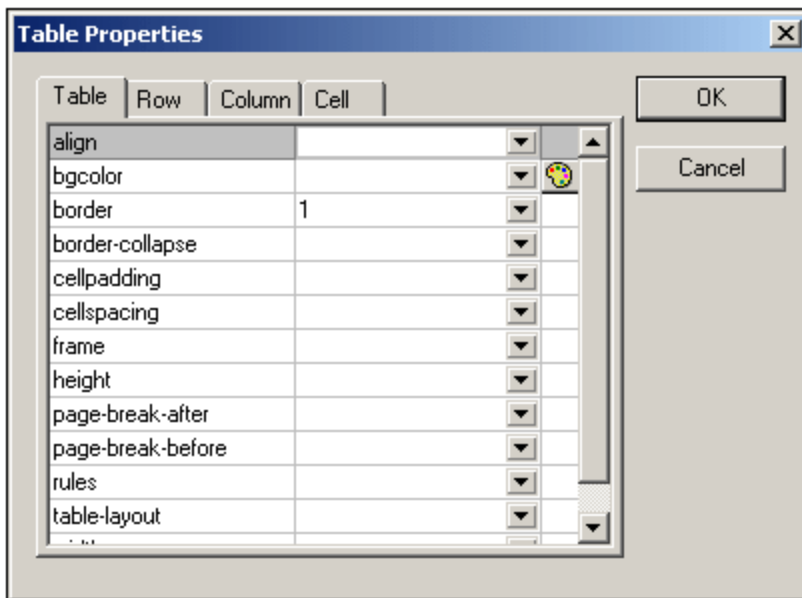 Table Properties
Table Row Column Cell
OK
Cancel
align
bgcolor
border 1
border-collapse
cellpadding
cellspacing
frame
height
page-break-after
page-break-before
rules
table-layout